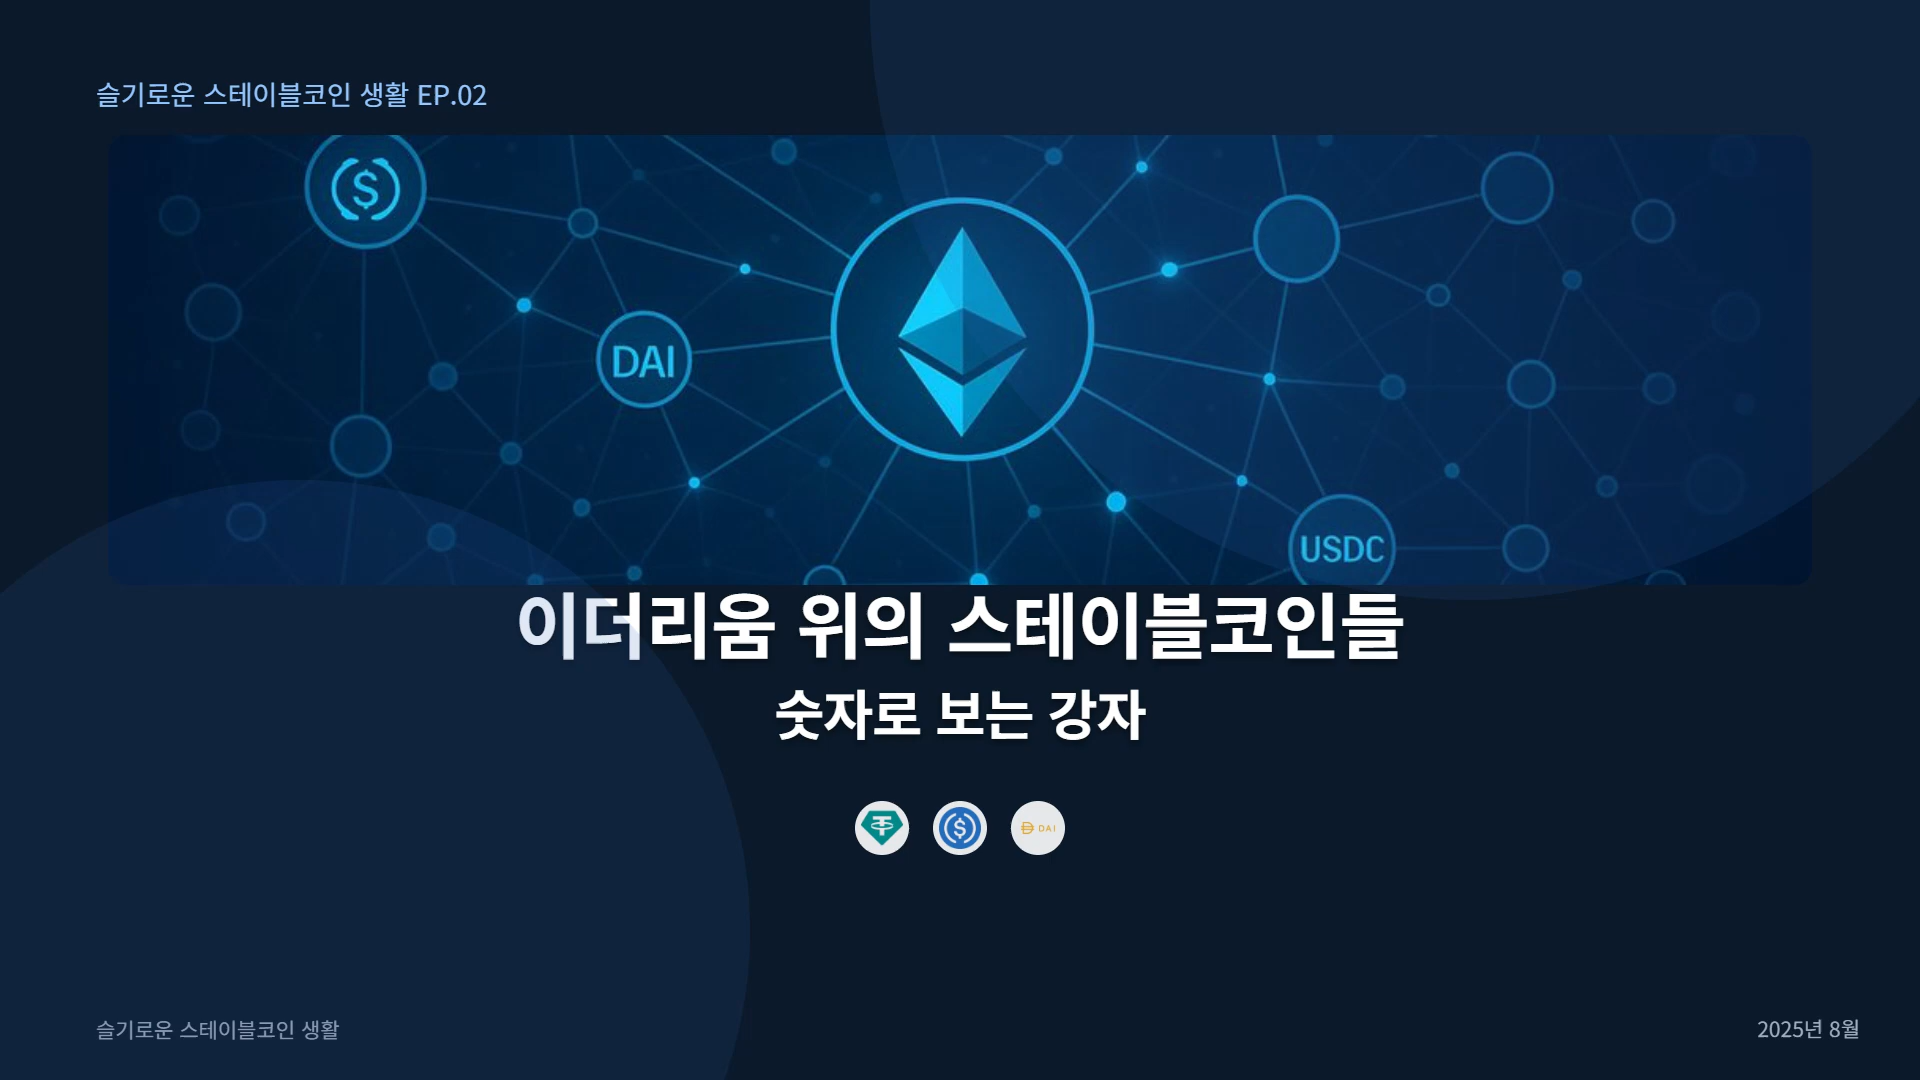 슬기로운 스테이블코인 생활 EP.02
$
DAI
USDC
이더리움 위의 스테이블코인들
숫자로 보는 강자
DAI
슬기로운 스테이블코인 생활
2025년 8월